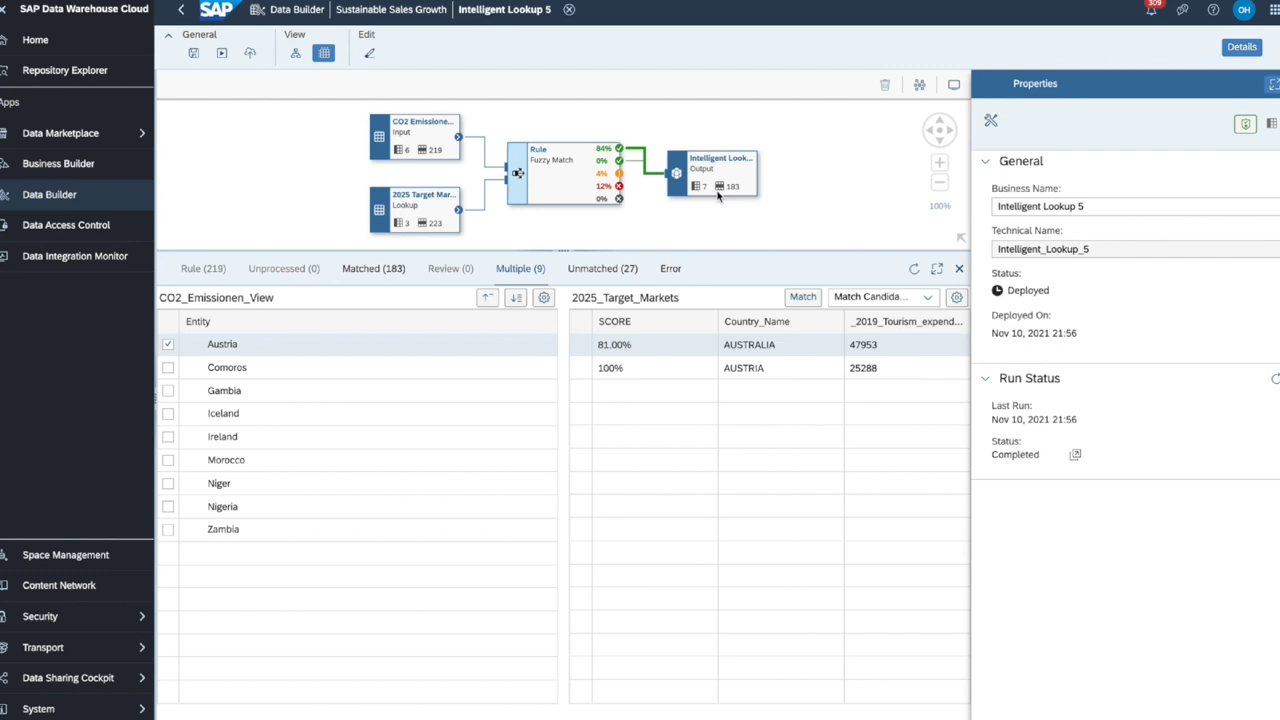 SAP Data Warehouse Cloud
SAP
Data Builder
Sustainable Sales Growth
Intelligent Lookup 5
309
OH
Home
Repository Explorer
Apps
Data Marketplace
Business Builder
Data Builder
Data Access Control
Data Integration Monitor
Space Management
Content Network
Security
Transport
Data Sharing Cockpit
System
General
View
Edit
Details
CO2 Emissione...
Input
6 219
2025 Target Mar...
Lookup
3 223
Rule
Fuzzy Match
84%
0%
4%
12%
0%
Intelligent Look...
Output
7 183
100%
Rule (219)
Unprocessed (0)
Matched (183)
Review (0)
Multiple (9)
Unmatched (27)
Error
CO2_Emissionen_View
Entity
Austria
Comoros
Gambia
Iceland
Ireland
Morocco
Niger
Nigeria
Zambia
2025_Target_Markets
Match
Match Candida...
SCORE Country_Name _2019_Tourism_expend...
81.00% AUSTRALIA 47953
100% AUSTRIA 25288
Properties
General
Business Name:
Intelligent Lookup 5
Technical Name:
Intelligent_Lookup_5
Status:
Deployed
Deployed On:
Nov 10, 2021 21:56
Run Status
Last Run:
Nov 10, 2021 21:56
Status:
Completed